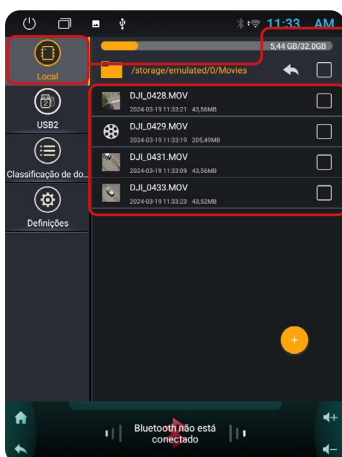 11:33 AM
Local
5,44 GB/32.0GB
/storage/emulated/0/Movies
USB2
DJI_0428.MOV
2024-03-19 11:33:21 43,56MB
DJI_0429.MOV
2024-03-19 11:33:19 205,49MB
Classificação de do..
DJI_0431.MOV
2024-03-19 11:33:09 43,56MB
DJI_0433.MOV
2024-03-19 11:33:23 43,52MB
Definições
+
Bluetooth não está
conectado